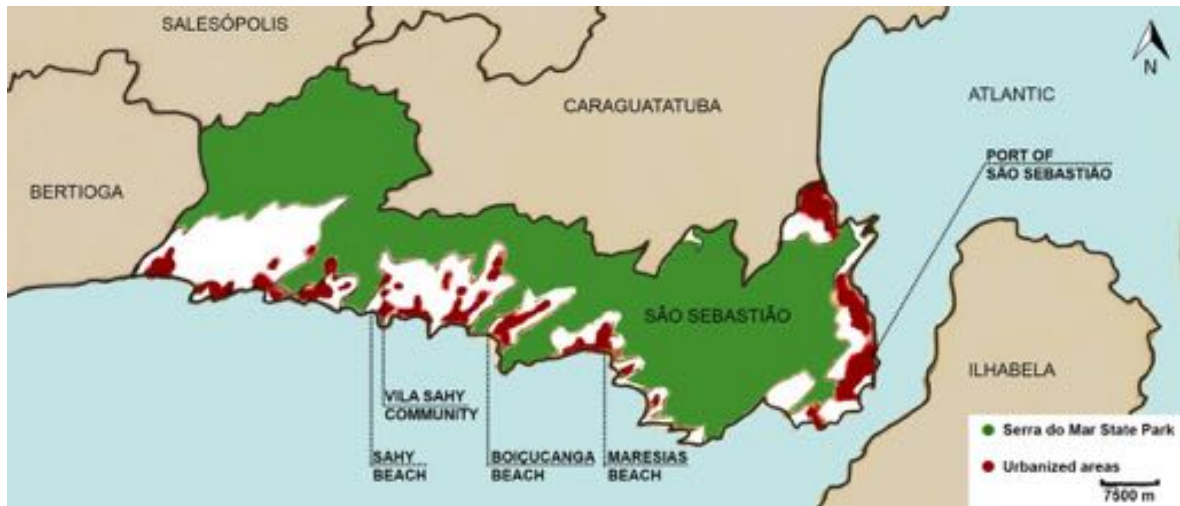 SALESÓPOLIS
CARAGUATATUBA
ATLANTIC
N
PORT OF
SÃO SEBASTIÃO
BERTIOGA
SÃO SEBASTIÃO
ILHABELA
VILA SAHY
COMMUNITY
SAHY
BEACH
BOIÇUCANGA
BEACH
MARESIAS
BEACH
Serra do Mar State Park
Urbanized areas
7500 m